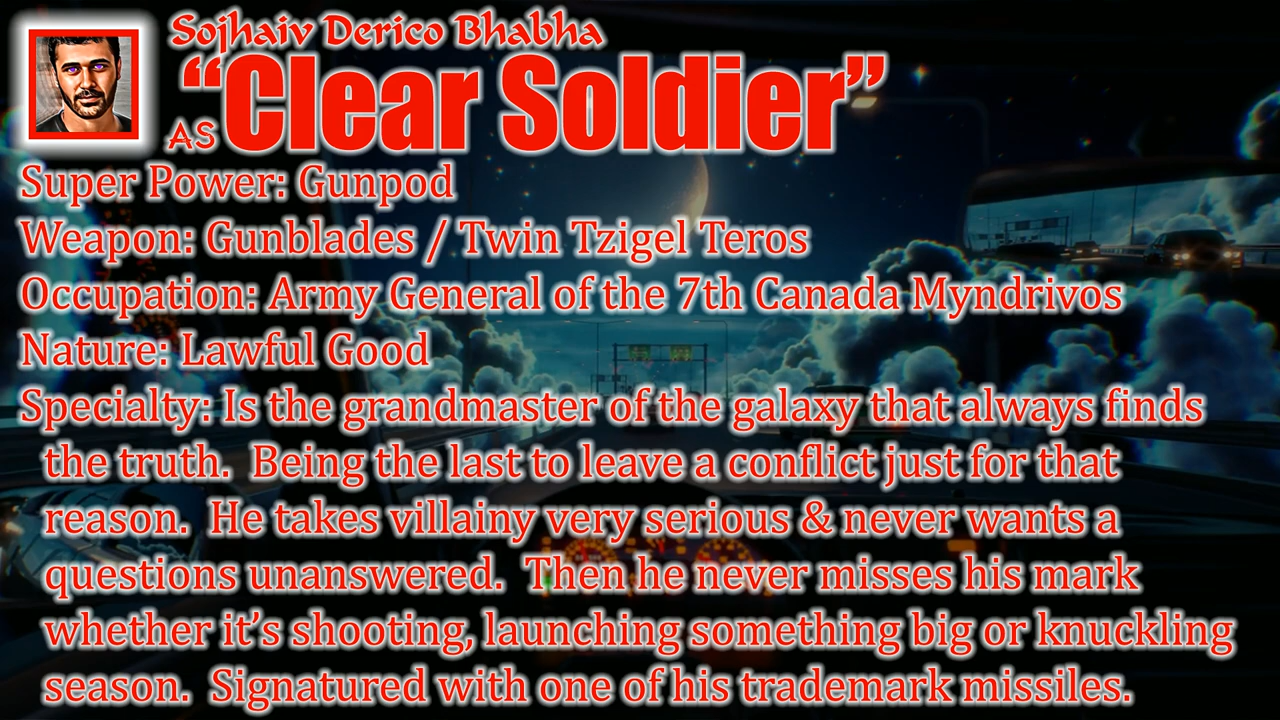 Sojhaiv Derico Bhabha
AS “Clear Soldier”
Super Power: Gunpod
Weapon: Gunblades / Twin Tzigel Teros
Occupation: Army General of the 7th Canada Myndrivos
Nature: Lawful Good
Specialty: Is the grandmaster of the galaxy that always finds
the truth.  Being the last to leave a conflict just for that
reason.  He takes villainy very serious & never wants a
questions unanswered.  Then he never misses his mark
whether it’s shooting, launching something big or knuckling
season.  Signatured with one of his trademark missiles.